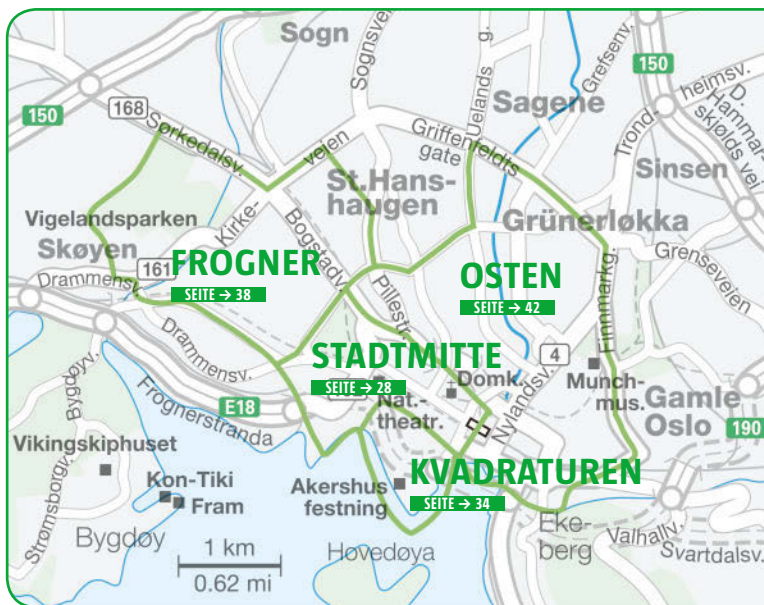 Sogn
Sognsvei
Uelands g.
Grefsenv.
150
heimsv.
D.
Hammar-
skjølds vei
168
Sagene
150
Sørkedalsv.
veien
Griffenfeldts
gate
Trond
Sinsen
St.Hans-
haugen
Vigelandsparken
Kirke-
Bogstadv.
Grünerløkka
Skøyen
161
FROGNER
SEITE → 38
OSTEN
SEITE → 42
Grenseveien
Drammensv.
Pilestr.
Finnmarkg.
Drammensv.
STADTMITTE
SEITE → 28
4
Domk.
Nylandsv.
Munch-
mus.
Bygdøyv.
Frognerstranda
E18
Nat.-
theatr.
Gamle
Oslo
190
Vikingskiphuset
KVADRATUREN
SEITE → 34
Strømsborgv.
Kon-Tiki
Fram
Akershus
festning
Eke-
berg
Valhallv.
Svartdalsv.
Bygdøy
1 km
0.62 mi
Hovedøya